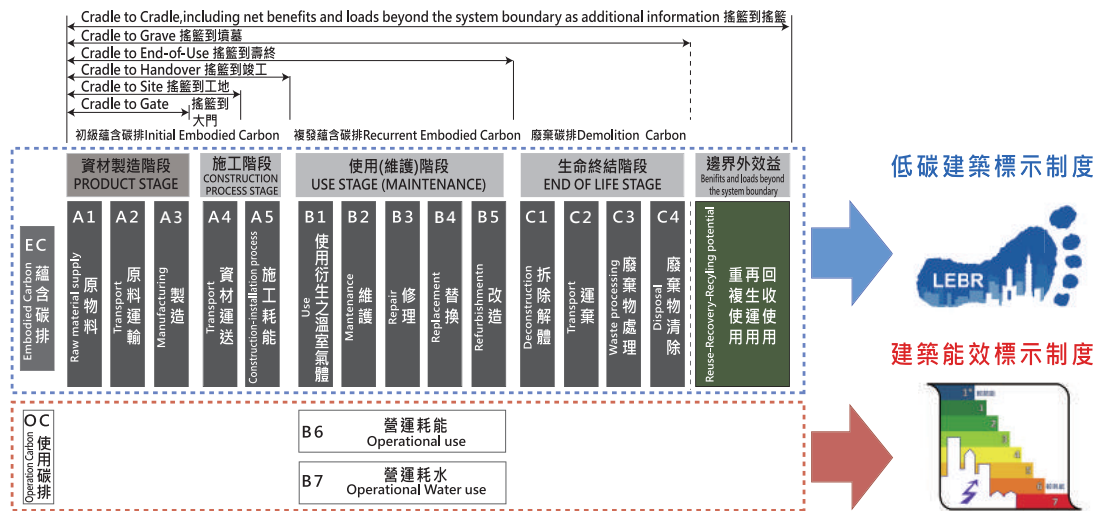 Cradle to Cradle,including net benefits and loads beyond the system boundary as additional information 搖籃到搖籃
Cradle to Grave 搖籃到墳墓
Cradle to End-of-Use 搖籃到壽終
Cradle to Handover 搖籃到竣工
Cradle to Site 搖籃到工地
Cradle to Gate 搖籃到
大門
初級蘊含碳排Initial Embodied Carbon
複發蘊含碳排Recurrent Embodied Carbon
廢棄碳排Demolition Carbon
資材製造階段
PRODUCT STAGE
施工階段
CONSTRUCTION
PROCESS STAGE
使用(維護)階段
USE STAGE (MAINTENANCE)
生命終結階段
END OF LIFE STAGE
邊界外效益
Benifits and loads beyond
the system boundary
EC
Embodied Carbon
蘊含碳排
A1
Raw material supply
原物料
A2
Transport
原料運輸
A3
Manufacturing
製造
A4
Transport
資材運送
A5
Construction-installation process
施工耗能
B1
Use
使用衍生之溫室氣體
B2
Mantenance
維護
B3
Repair
修理
B4
Replacement
替換
B5
Refurbishmentn
改造
C1
Deconstruction
拆除解體
C2
Transport
運棄
C3
Waste processing
廢棄物處理
C4
Disposal
廢棄物清除
Reuse-Recovery-Recyling potential
重複使用
再生運用
回收使用
低碳建築標示制度
LEBR
建築能效標示制度
OC
Operation Carbon
使用碳排
B6
營運耗能
Operational use
B7
營運耗水
Operational Water use
1+
1
2
3
4
5
6
7